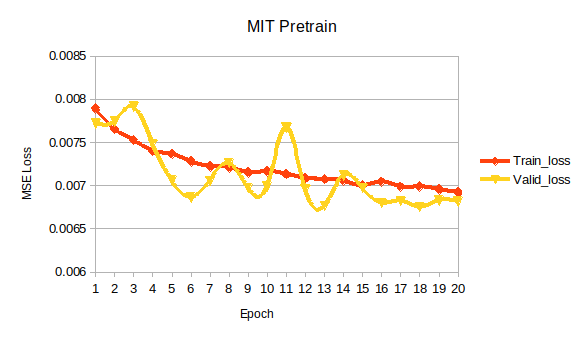 MIT Pretrain
0.0085
0.008
0.0075
0.007
0.0065
0.006
MSE Loss
1 2 3 4 5 6 7 8 9 10 11 12 13 14 15 16 17 18 19 20
Epoch
Train_loss
Valid_loss